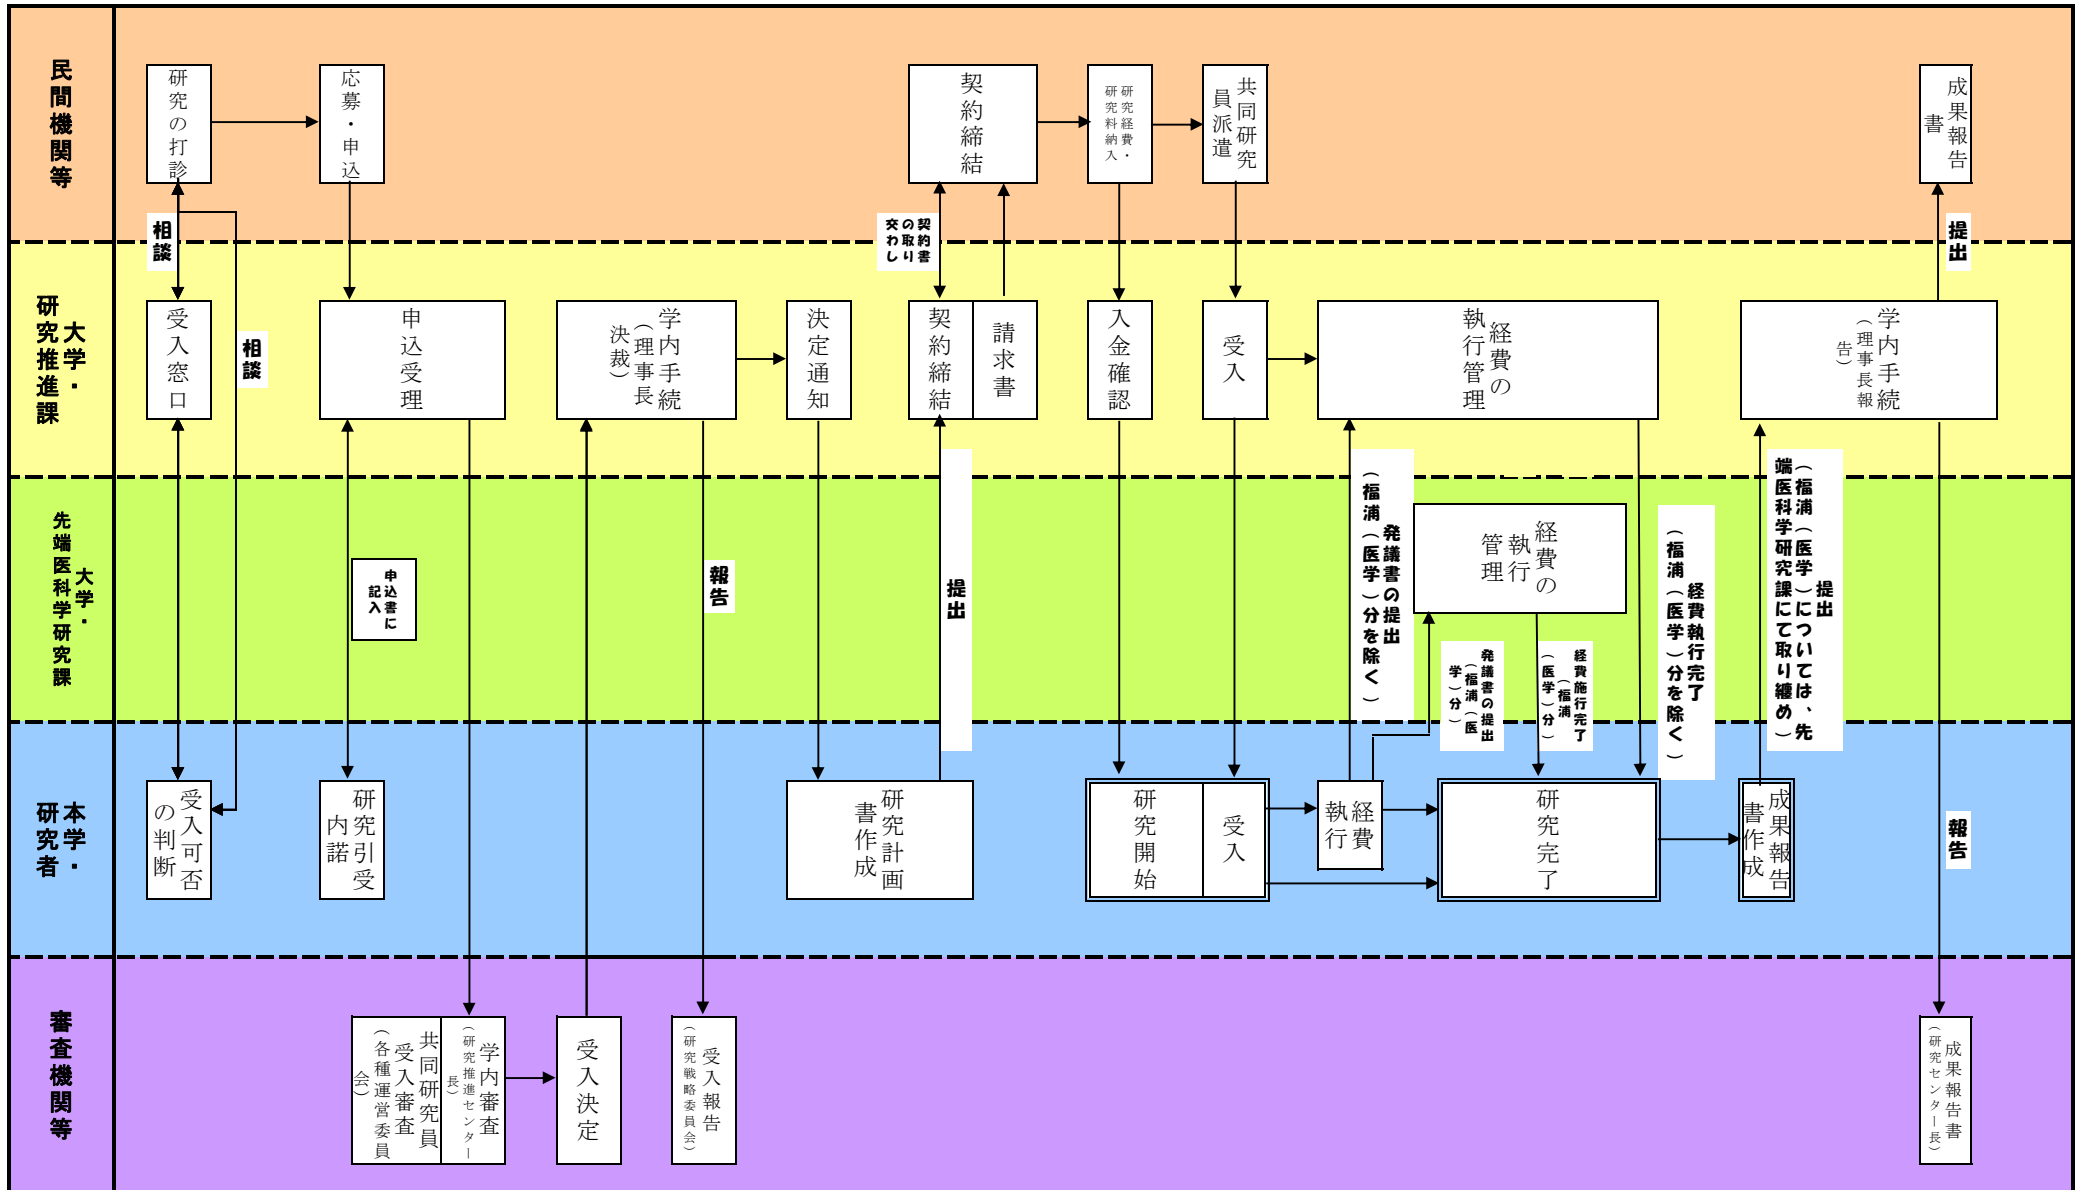 民間機関等
研究の打診
応募・申込
契約締結
研究経費・
研究料納入
共同研究
員派遣
成果報告
書
相談
契約書
の取り
交わし
提出
大学・
研究推進課
受入窓口
相談
申込受理
学内手続
（理事長
決裁）
決定通知
契約締結
請求書
入金確認
受入
経費の
執行管理
学内手続
（理事長報
告）
大学・
先端医科学研究課
申込書に
記入
報告
提出
発議書の提出
（福浦（医学）分を除く）
経費の
執行
管理
発議書の提出
（福浦（医
学）分）
経費施行完了
（福浦
（医学）分）
経費執行完了
（福浦（医学）分を除く）
提出
（福浦（医学）については、先
端医科学研究課にて取り纏め）
本学・
研究者
受入可否
の判断
研究引受
内諾
研究計画
書作成
研究開始
受入
経費
執行
研究完了
成果報告
書作成
報告
審査機関等
共同研究員
受入審査
（各種運営委員
会）
学内審査
（研究推進センター
長）
受入決定
受入報告
（研究戦略委員会）
成果報告書
（研究センター長）